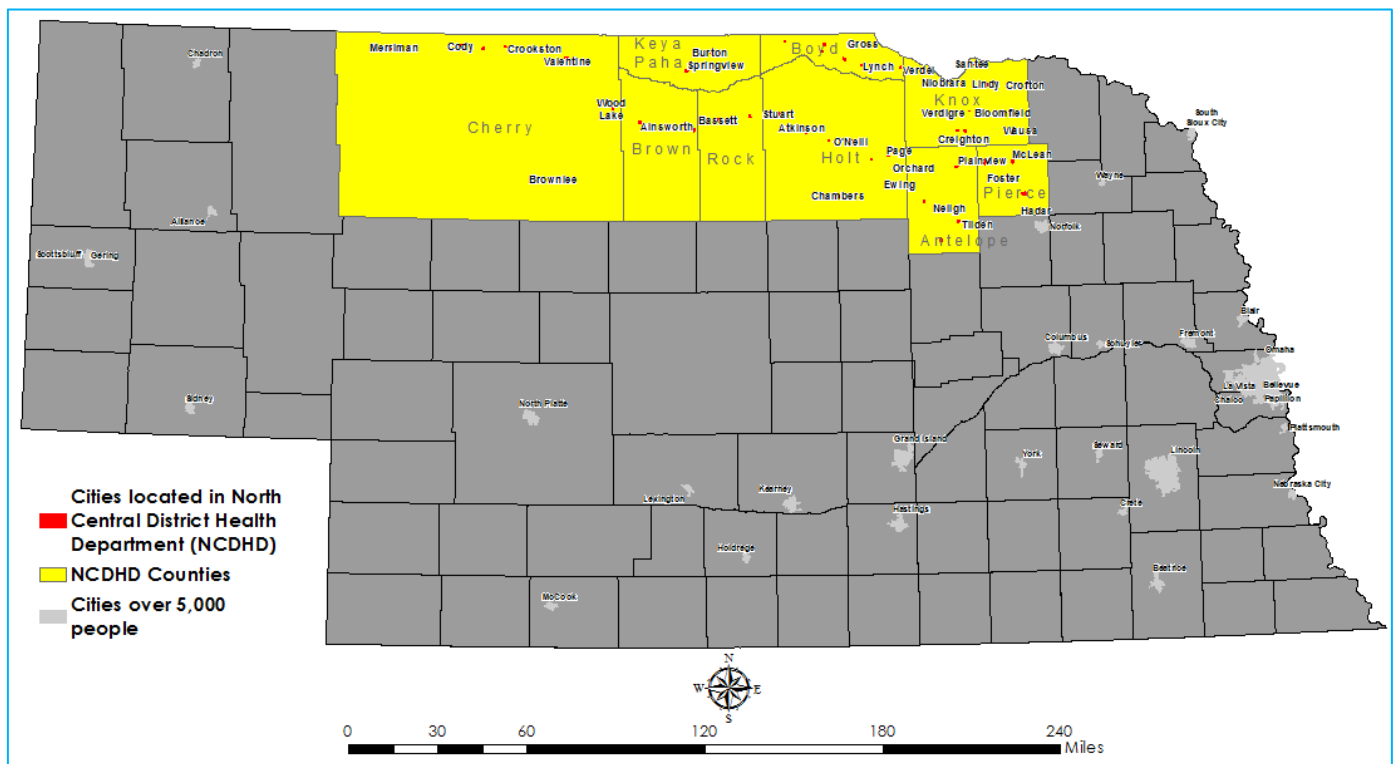 Chadron
Merriman
Cody
Crookston
Valentine
Keya
Paha
Burton
Springview
Boyd
Gross
Lynch
Verdel
Santee
Niobrara
Lindy
Crofton
Knox
Verdigre
Bloomfield
Wausa
Creighton
South
Sioux City
Wood
Lake
Cherry
Ainsworth
Brown
Bassett
Rock
Stuart
Atkinson
O'Neill
Holt
Page
Orchard
Ewing
Chambers
Plainview
McLean
Foster
Pierce
Hadar
Wayne
Brownlee
Neligh
Tilden
Antelope
Norfolk
Alliance
Scottsbluff
Gering
Blair
Columbus
Schuyler
Fremont
Omaha
La Vista
Bellevue
Chalco
Papillion
Plattsmouth
Sidney
North Platte
Grand Island
York
Seward
Lincoln
Nebraska City
Lexington
Kearney
Hastings
Crete
Holdrege
Beatrice
McCook
Cities located in North
Central District Health
Department (NCDHD)
NCDHD Counties
Cities over 5,000
people
N
W
E
S
0 30 60 120 180 240
Miles